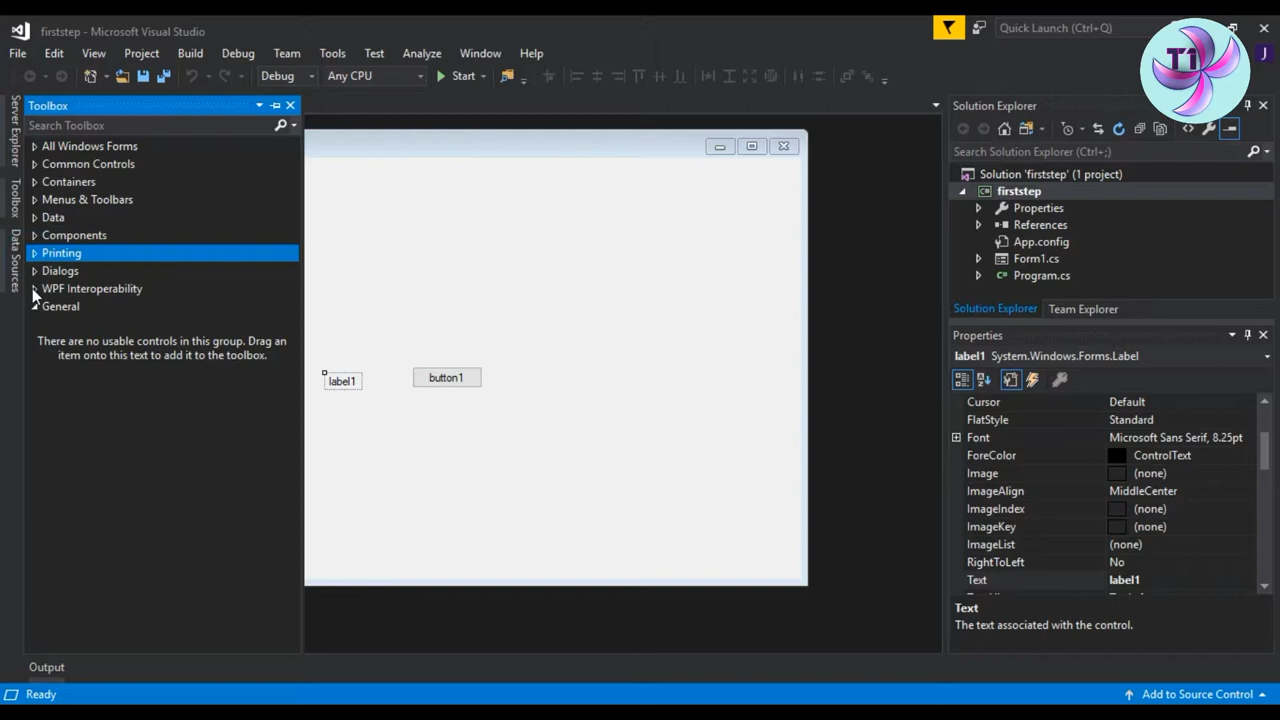 firststep - Microsoft Visual Studio
Quick Launch (Ctrl+Q)
T1
File Edit View Project Build Debug Team Tools Test Analyze Window Help
J
Debug Any CPU Start
Server Explorer
Toolbox
Data Sources
Toolbox
Search Toolbox
All Windows Forms
Common Controls
Containers
Menus & Toolbars
Data
Components
Printing
Dialogs
WPF Interoperability
General
There are no usable controls in this group. Drag an
item onto this text to add it to the toolbox.
label1
button1
Solution Explorer
Search Solution Explorer (Ctrl+;)
Solution 'firststep' (1 project)
firststep
Properties
References
App.config
Form1.cs
Program.cs
Solution Explorer Team Explorer
Properties
label1 System.Windows.Forms.Label
Cursor Default
FlatStyle Standard
Font Microsoft Sans Serif, 8.25pt
ForeColor ControlText
Image (none)
ImageAlign MiddleCenter
ImageIndex (none)
ImageKey (none)
ImageList (none)
RightToLeft No
Text label1
Text
The text associated with the control.
Output
Ready
Add to Source Control